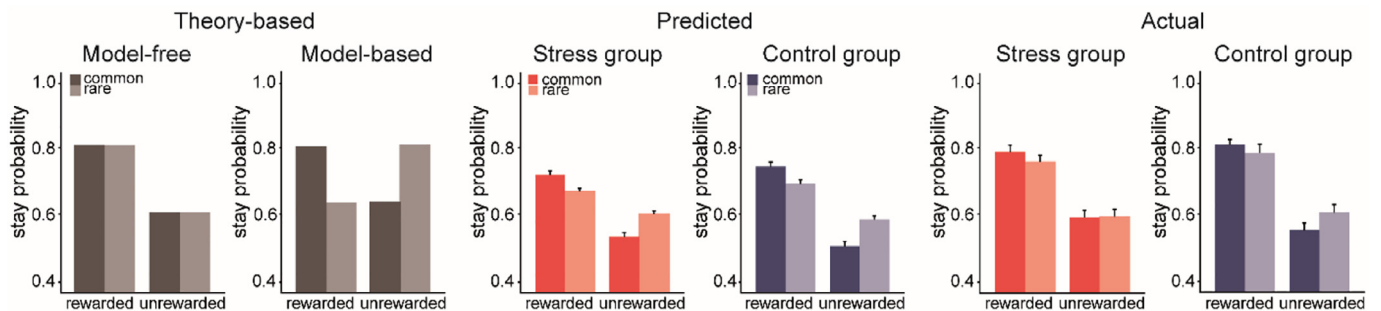 Theory-based
Predicted
Actual
Model-free
Model-based
Stress group
Control group
Stress group
Control group
stay probability
1.0
0.8
0.6
0.4
common
rare
rewarded unrewarded
stay probability
1.0
0.8
0.6
0.4
rewarded unrewarded
stay probability
1.0
0.8
0.6
0.4
common
rare
rewarded unrewarded
stay probability
1.0
0.8
0.6
0.4
common
rare
rewarded unrewarded
stay probability
1.0
0.8
0.6
0.4
rewarded unrewarded
stay probability
1.0
0.8
0.6
0.4
rewarded unrewarded